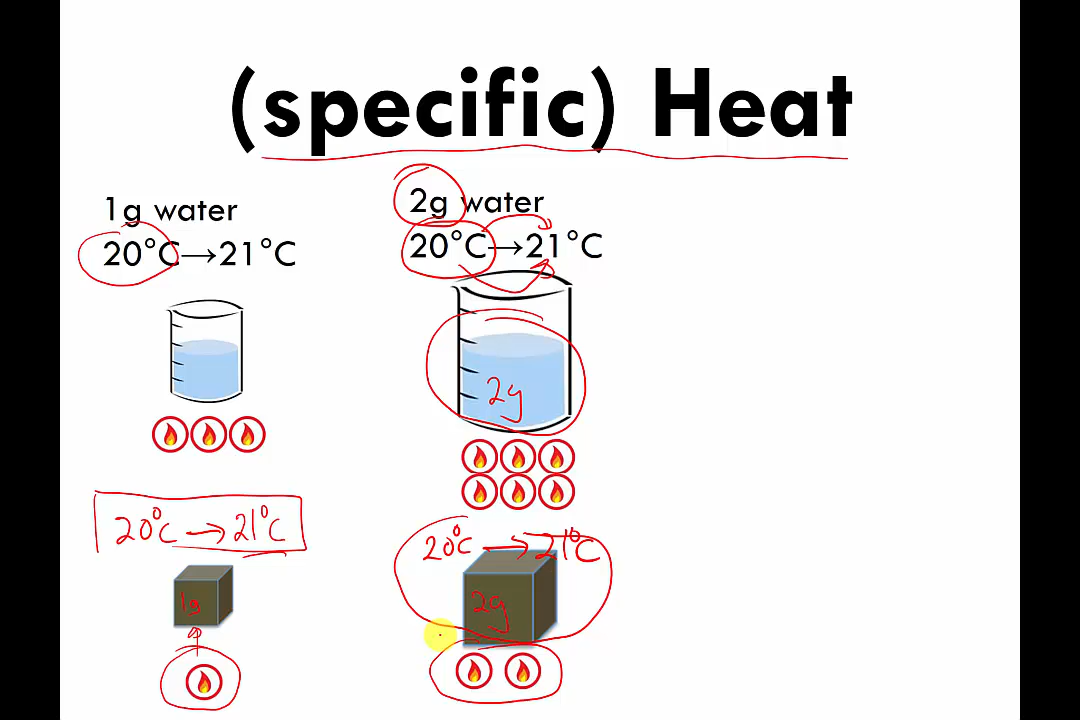 (specific) Heat
1g water
20°C→21°C
2g water
20°C→21°C
2g
20°C → 21°C
1g
20°C → 21°C
2g